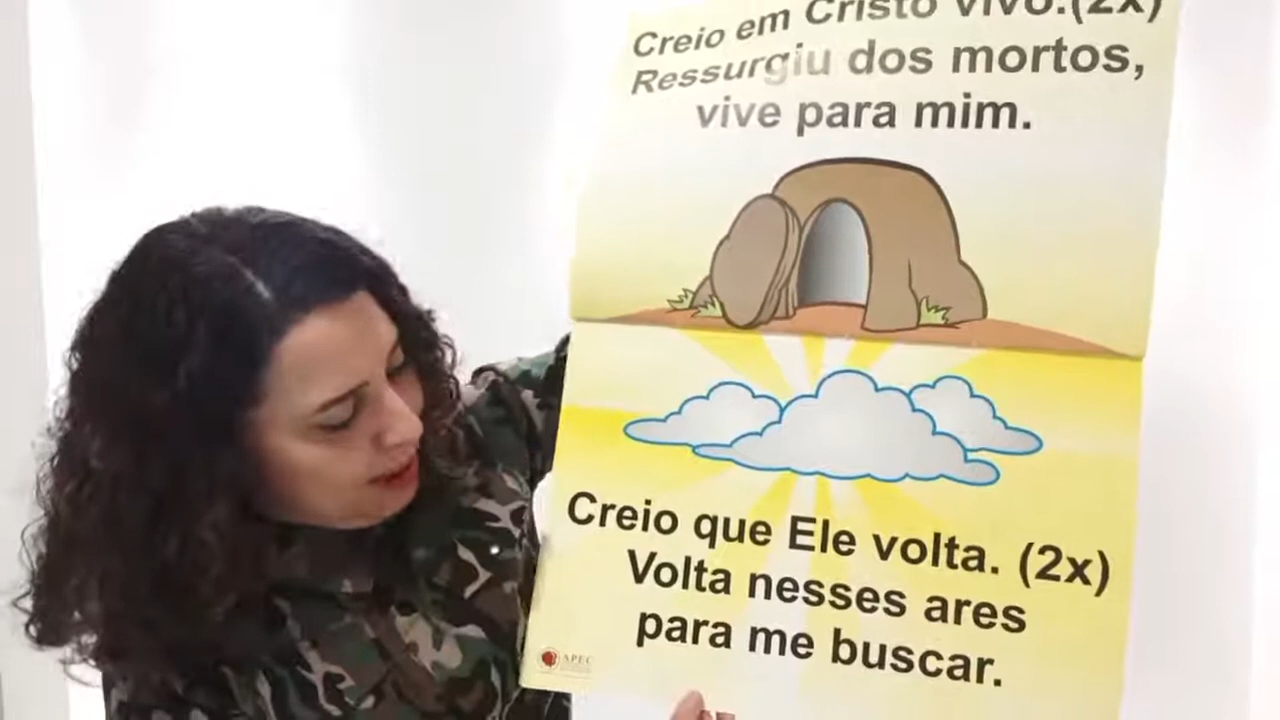 Creio em Cristo vivo.(2x)
Ressurgiu dos mortos,
vive para mim.
Creio que Ele volta. (2x)
Volta nesses ares
para me buscar.
APEC